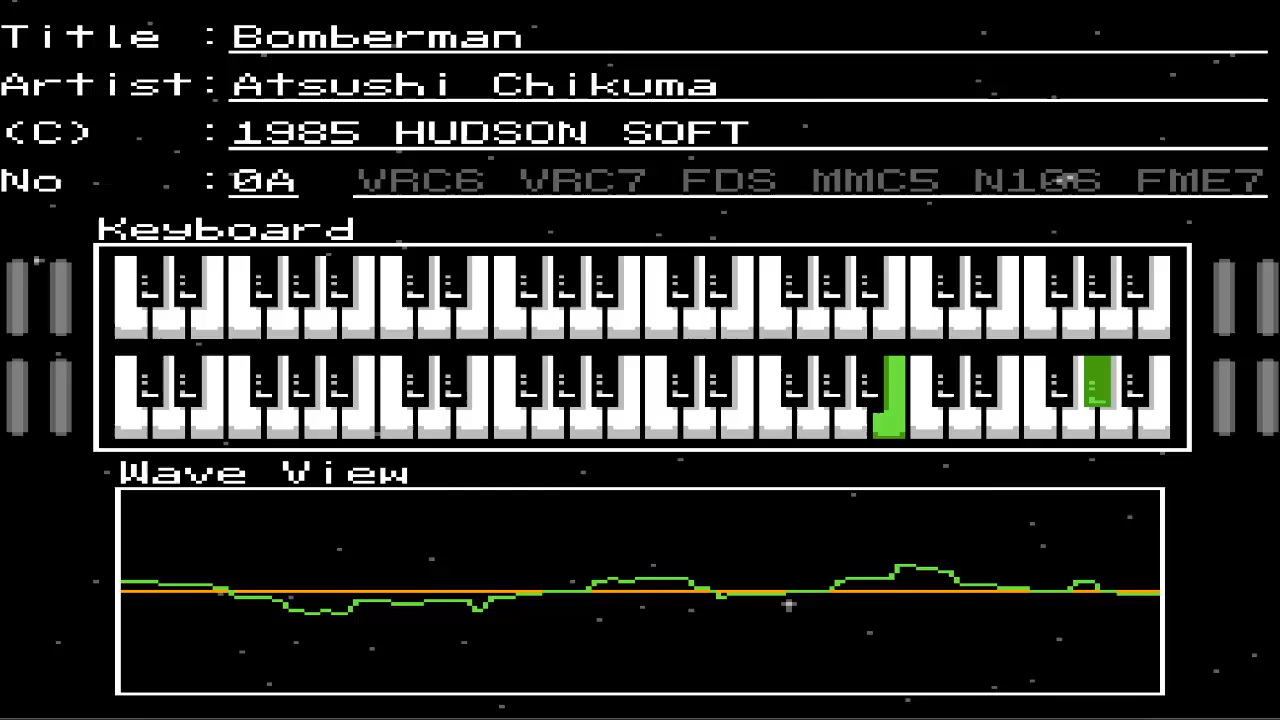 Title :Bomberman
Artist:Atsushi Chikuma
(C) :1985 HUDSON SOFT
No :0A VRC6 VRC7 FDS MMC5 N106 FME7
Keyboard
Wave View